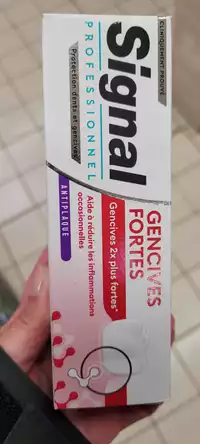 CLINIQUEMENT PROUVÉ
Signal
PROFESSIONNEL
Protection dents et gencives
GENCIVES
FORTES
Gencives 2x plus fortes*
Aide à réduire les inflammations
occasionnelles
ANTIPLAQUE